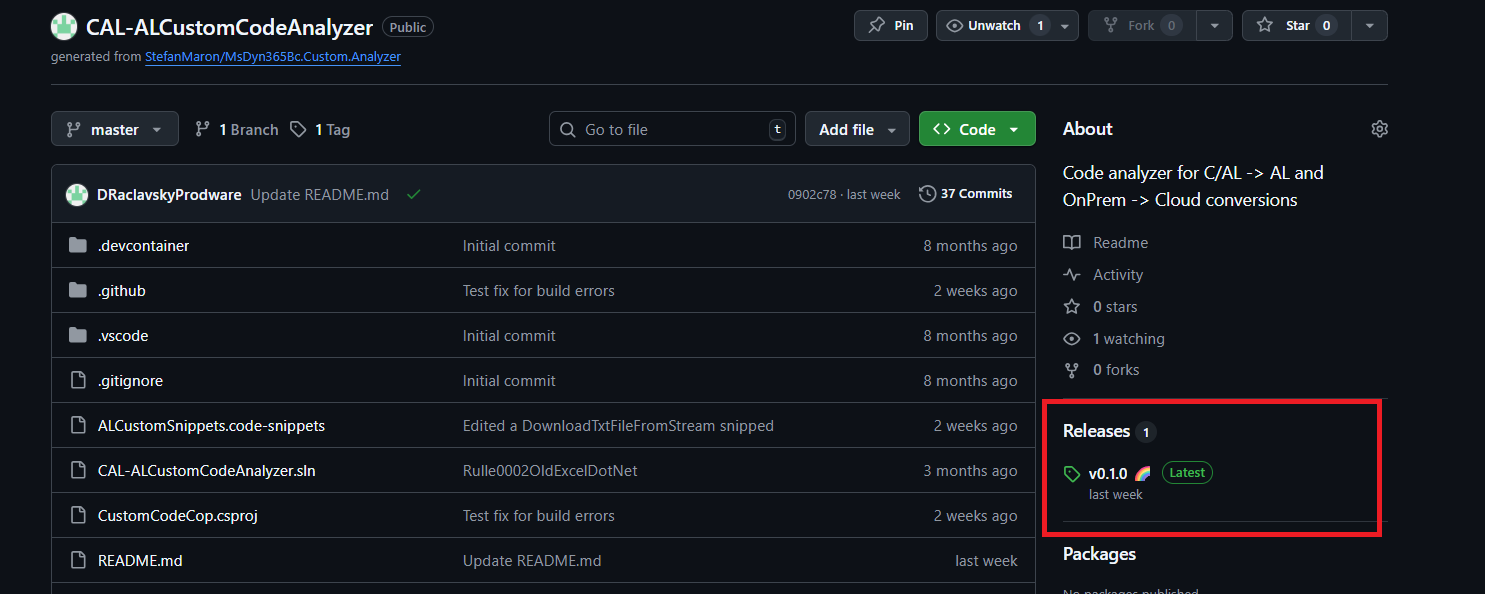 CAL-ALCustomCodeAnalyzer Public
Pin
Unwatch 1
Fork 0
Star 0
generated from StefanMaron/MsDyn365Bc.Custom.Analyzer
master
1 Branch
1 Tag
Go to file t
Add file
<> Code
DRaclavskyProdware Update README.md 0902c78 · last week 37 Commits
.devcontainer Initial commit 8 months ago
.github Test fix for build errors 2 weeks ago
.vscode Initial commit 8 months ago
.gitignore Initial commit 8 months ago
ALCustomSnippets.code-snippets Edited a DownloadTxtFileFromStream snipped 2 weeks ago
CAL-ALCustomCodeAnalyzer.sln Rulle0002OldExcelDotNet 3 months ago
CustomCodeCop.csproj Test fix for build errors 2 weeks ago
README.md Update README.md last week
About
Code analyzer for C/AL -> AL and
OnPrem -> Cloud conversions
Readme
Activity
0 stars
1 watching
0 forks
Releases 1
v0.1.0 🌈 Latest
last week
Packages
No packages published